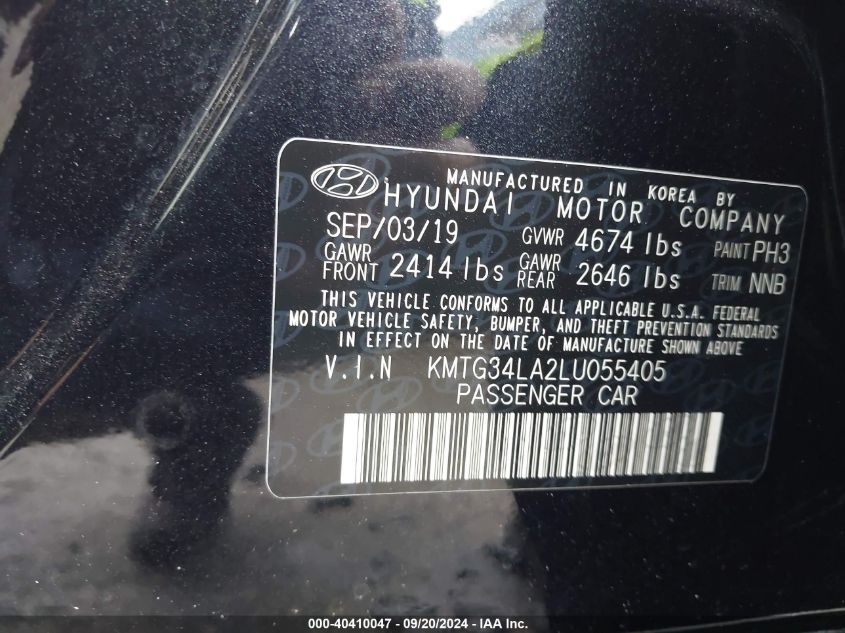 MANUFACTURED IN KOREA BY
HYUNDAI MOTOR COMPANY
SEP/03/19 GVWR 4674 lbs PAINT PH3
GAWR FRONT 2414 lbs GAWR REAR 2646 lbs TRIM NNB
THIS VEHICLE CONFORMS TO ALL APPLICABLE U.S.A. FEDERAL
MOTOR VEHICLE SAFETY, BUMPER, AND THEFT PREVENTION STANDARDS
IN EFFECT ON THE DATE OF MANUFACTURE SHOWN ABOVE
V.I.N KMTG34LA2LU055405
PASSENGER CAR
000-40410047 - 09/20/2024 - IAA Inc.